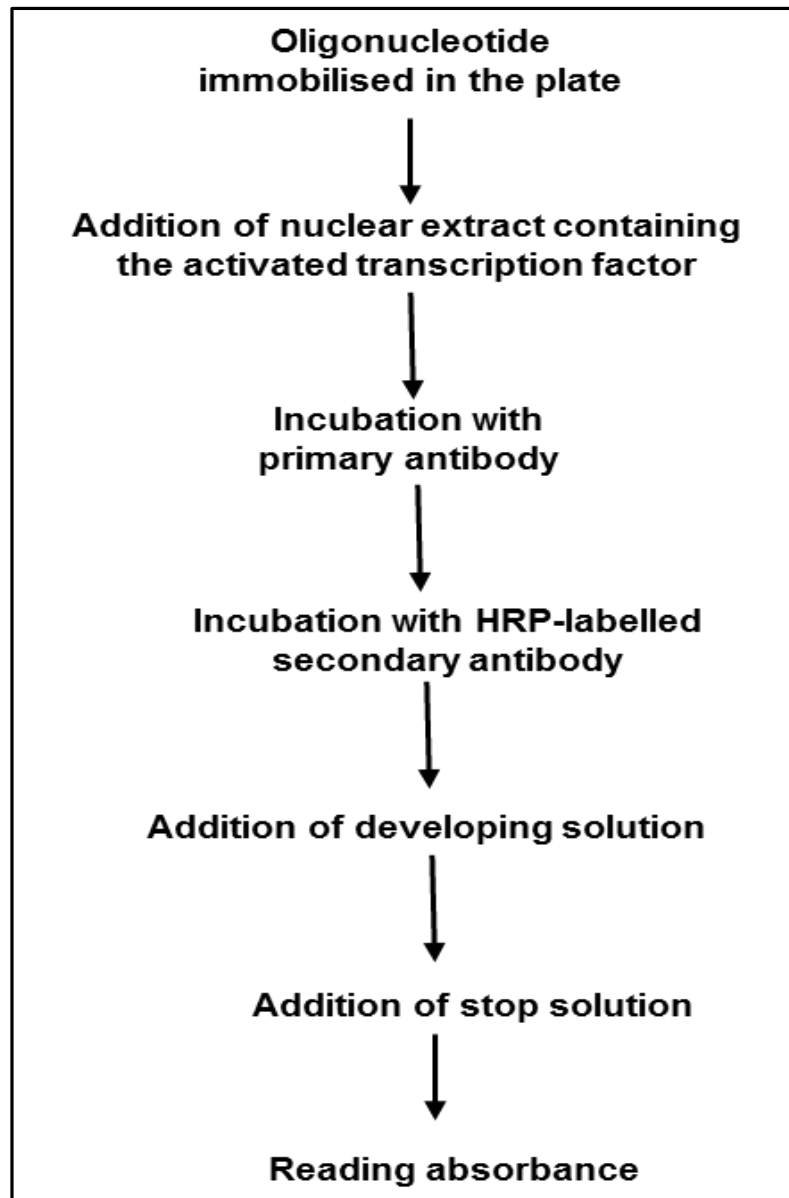 Oligonucleotide
immobilised in the plate
Addition of nuclear extract containing
the activated transcription factor
Incubation with
primary antibody
Incubation with HRP-labelled
secondary antibody
Addition of developing solution
Addition of stop solution
Reading absorbance